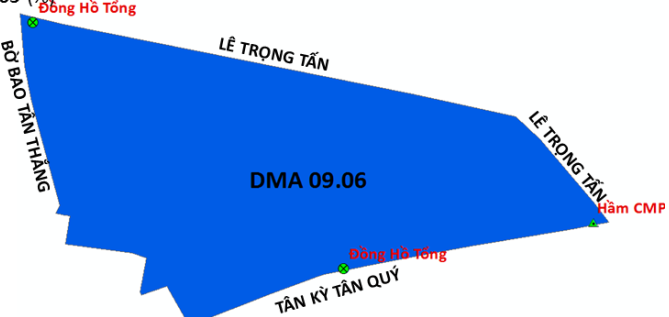 Đồng Hồ Tổng
LÊ TRỌNG TẤN
BỜ BAO TÂN THẮNG
LÊ TRỌNG TẤN
DMA 09.06
Hầm CMP
Đồng Hồ Tổng
TÂN KỲ TÂN QUÝ